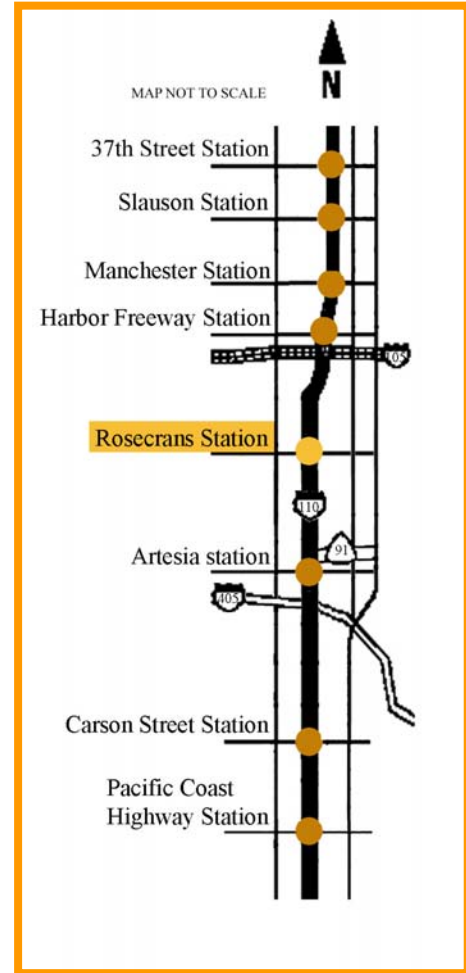 N
MAP NOT TO SCALE
37th Street Station
Slauson Station
Manchester Station
Harbor Freeway Station
105
Rosecrans Station
110
91
Artesia station
405
Carson Street Station
Pacific Coast
Highway Station